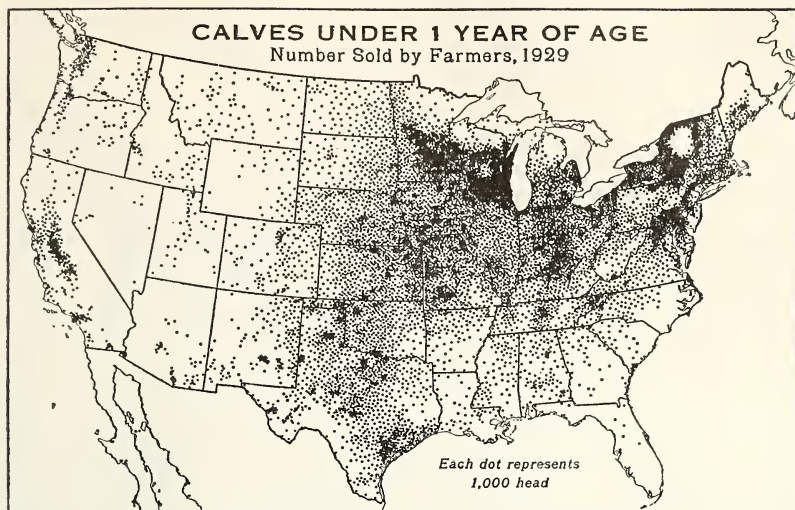 CALVES UNDER 1 YEAR OF AGE
Number Sold by Farmers, 1929
Each dot represents
1,000 head